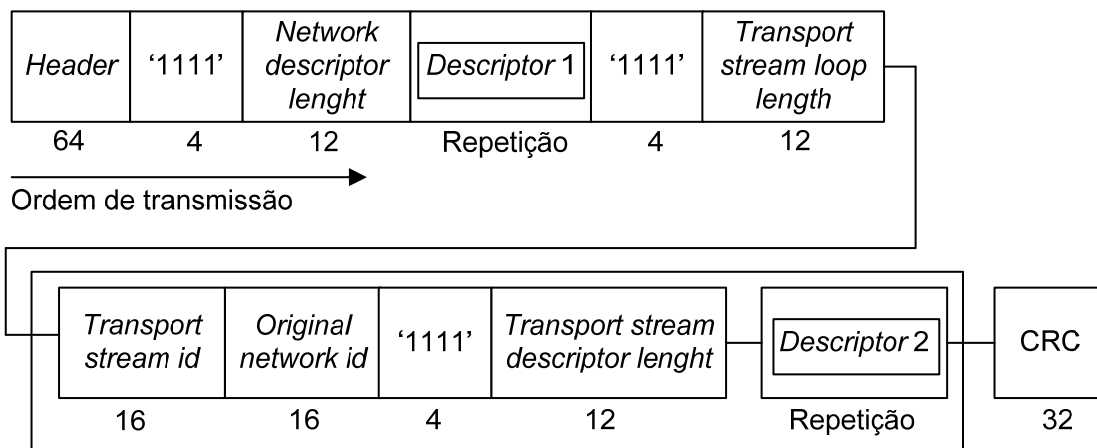 Header
‘1111’
Network
descriptor
lenght
Descriptor 1
‘1111’
Transport
stream loop
length
64
4
12
Repetição
4
12
Ordem de transmissão
Transport
stream id
Original
network id
‘1111’
Transport stream
descriptor lenght
Descriptor 2
CRC
16
16
4
12
Repetição
32